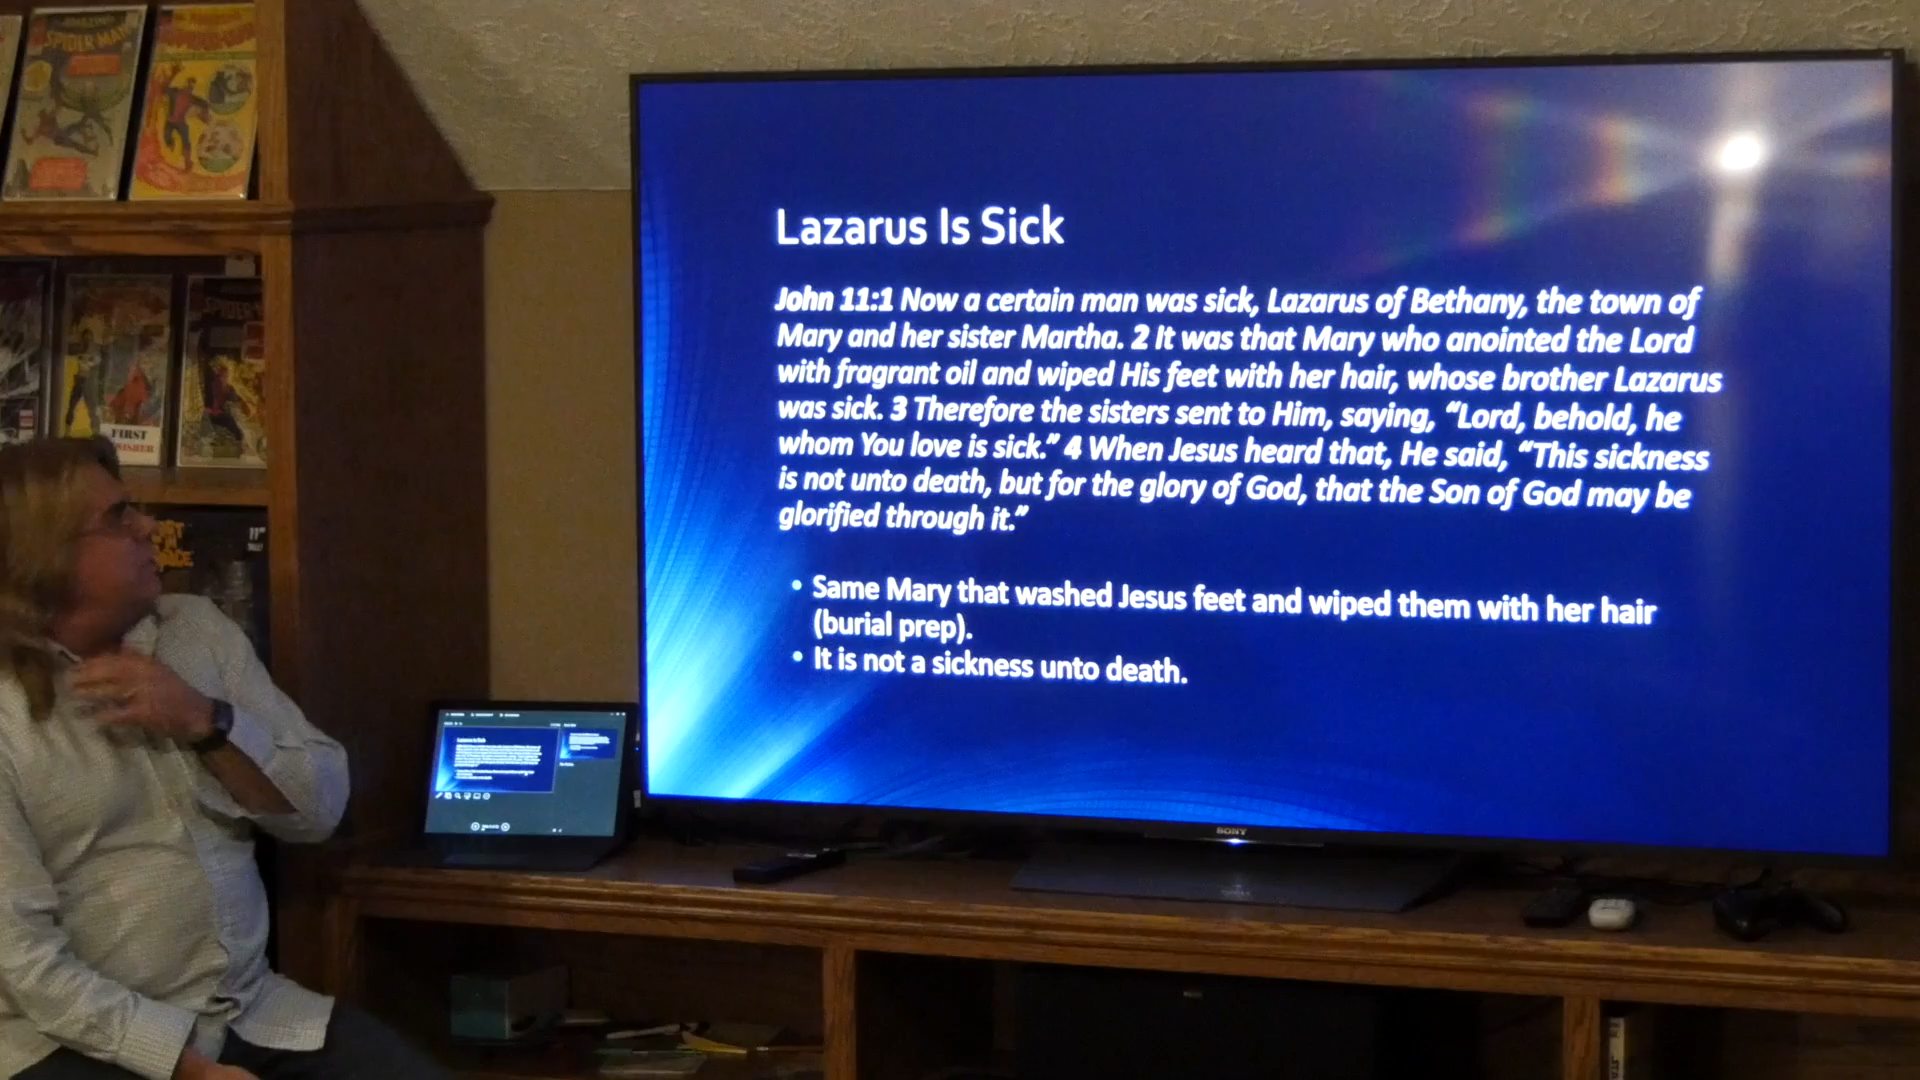 SPIDER-MAN
Lazarus Is Sick
John 11:1 Now a certain man was sick, Lazarus of Bethany, the town of
Mary and her sister Martha. 2 It was that Mary who anointed the Lord
with fragrant oil and wiped His feet with her hair, whose brother Lazarus
was sick. 3 Therefore the sisters sent to Him, saying, “Lord, behold, he
whom You love is sick.” 4 When Jesus heard that, He said, “This sickness
is not unto death, but for the glory of God, that the Son of God may be
glorified through it.”
• Same Mary that washed Jesus feet and wiped them with her hair
(burial prep).
• It is not a sickness unto death.
FIRST
11"
Lazarus Is Sick
SONY